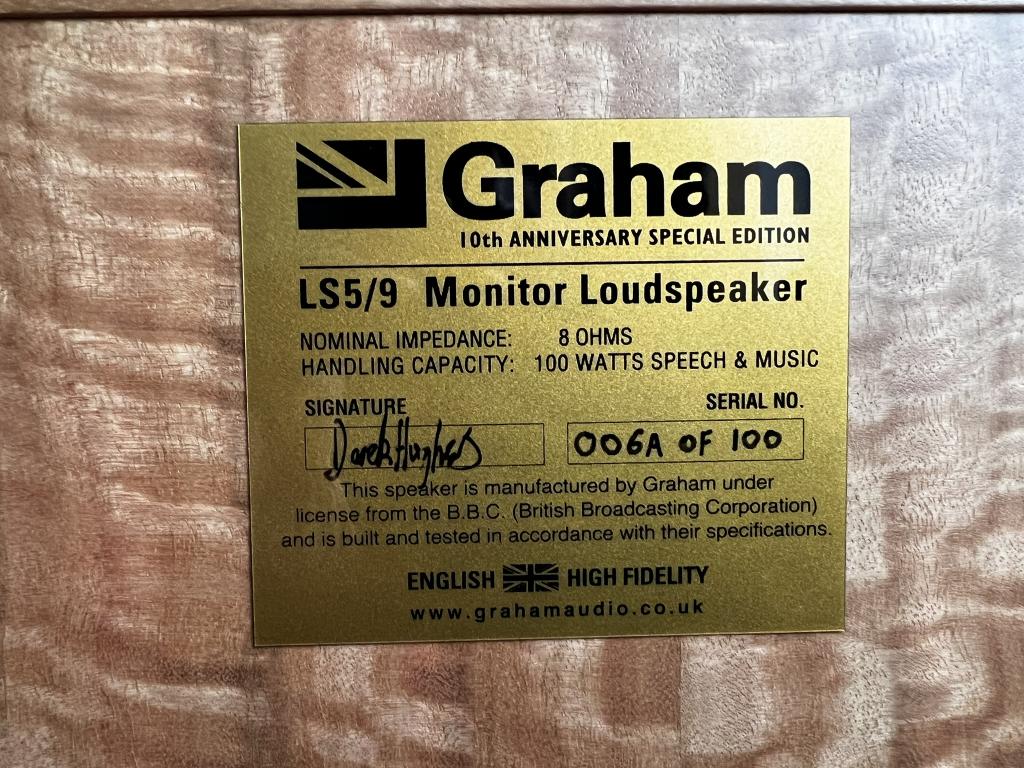 Graham
10th ANNIVERSARY SPECIAL EDITION
LS5/9 Monitor Loudspeaker
NOMINAL IMPEDANCE: 8 OHMS
HANDLING CAPACITY: 100 WATTS SPEECH & MUSIC
SIGNATURE SERIAL NO.
Derek Hughes 006A OF 100
This speaker is manufactured by Graham under
license from the B.B.C. (British Broadcasting Corporation)
and is built and tested in accordance with their specifications.
ENGLISH HIGH FIDELITY
www.grahamaudio.co.uk